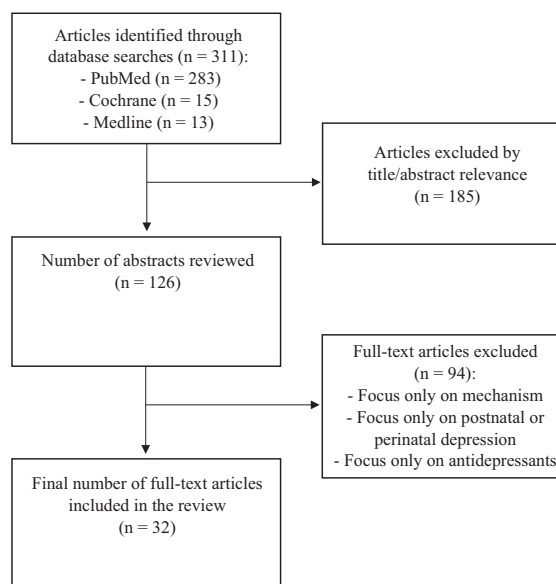 Articles identified through
database searches (n = 311):
- PubMed (n = 283)
- Cochrane (n = 15)
- Medline (n = 13)
Articles excluded by
title/abstract relevance
(n = 185)
Number of abstracts reviewed
(n = 126)
Full-text articles excluded
(n = 94):
- Focus only on mechanism
- Focus only on postnatal or
perinatal depression
- Focus only on antidepressants
Final number of full-text articles
included in the review
(n = 32)